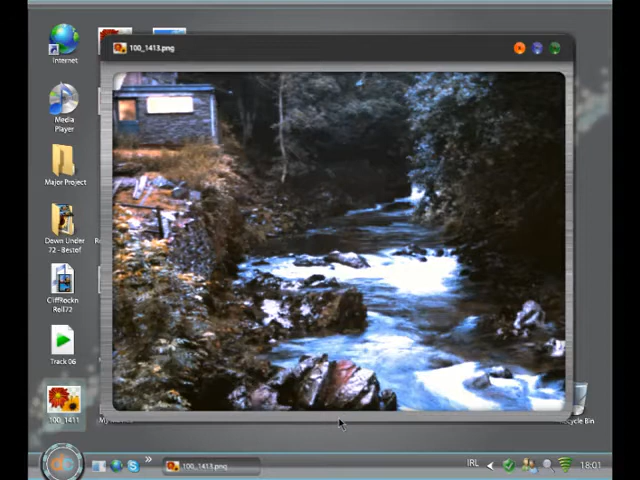 100_1413.png
Internet
Media
Player
Major Project
Down Under
72 - Bestof
CliffRockn
Roll72
Track 06
100_1411
100_1413.png
IRL
18:01